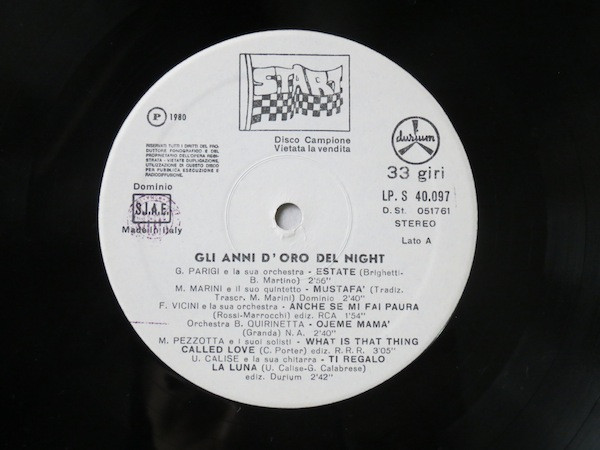 START
Ⓟ 1980
Disco Campione
Vietata la vendita
durium
33 giri
RISERVATI TUTTI I DIRITTI DEL PRO-
DUTTORE FONOGRAFICO E DEL
PROPRIETARIO DELL'OPERA REGI-
STRATA - VIETATE DUPLICAZIONE,
UTILIZZAZIONE DI QUESTO DISCO
PER PUBBLICA ESECUZIONE E
RADIODIFFUSIONE.
LP. S 40.097
D. St. 051761
STEREO
Lato A
Dominio
S.I.A.E.
Made in Italy
GLI ANNI D'ORO DEL NIGHT
G. PARIGI e la sua orchestra - ESTATE (Brighetti-
B. Martino) 2'56"
M. MARINI e il suo quintetto - MUSTAFA' (Tradiz.
Trascr. M. Marini) Dominio 2'40"
F. VICINI e la sua orchestra - ANCHE SE MI FAI PAURA
(Rossi-Marrocchi) ediz. RCA 1'54"
Orchestra B. QUIRINETTA - OJEME MAMA'
(Granda) N.A. 2'40"
M. PEZZOTTA e i suoi solisti - WHAT IS THAT THING
CALLED LOVE (C. Porter) ediz. R.R.R. 3'05"
U. CALISE e la sua chitarra - TI REGALO
LA LUNA (U. Calise-G. Calabrese)
ediz. Durium 2'42"